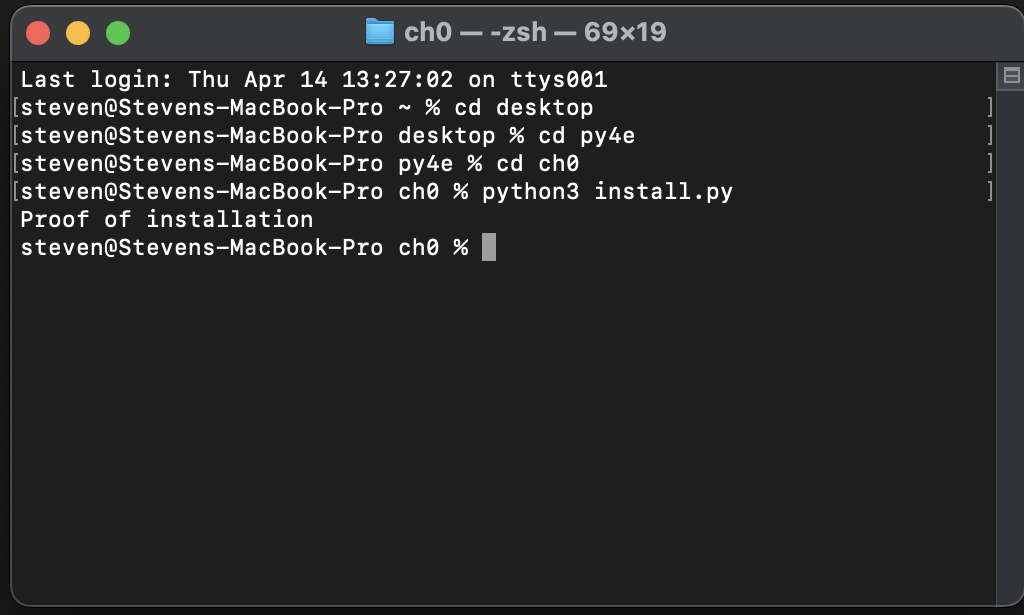 ch0 — -zsh — 69×19
Last login: Thu Apr 14 13:27:02 on ttys001
[steven@Stevens-MacBook-Pro ~ % cd desktop ]
[steven@Stevens-MacBook-Pro desktop % cd py4e ]
[steven@Stevens-MacBook-Pro py4e % cd ch0 ]
[steven@Stevens-MacBook-Pro ch0 % python3 install.py ]
Proof of installation
steven@Stevens-MacBook-Pro ch0 %